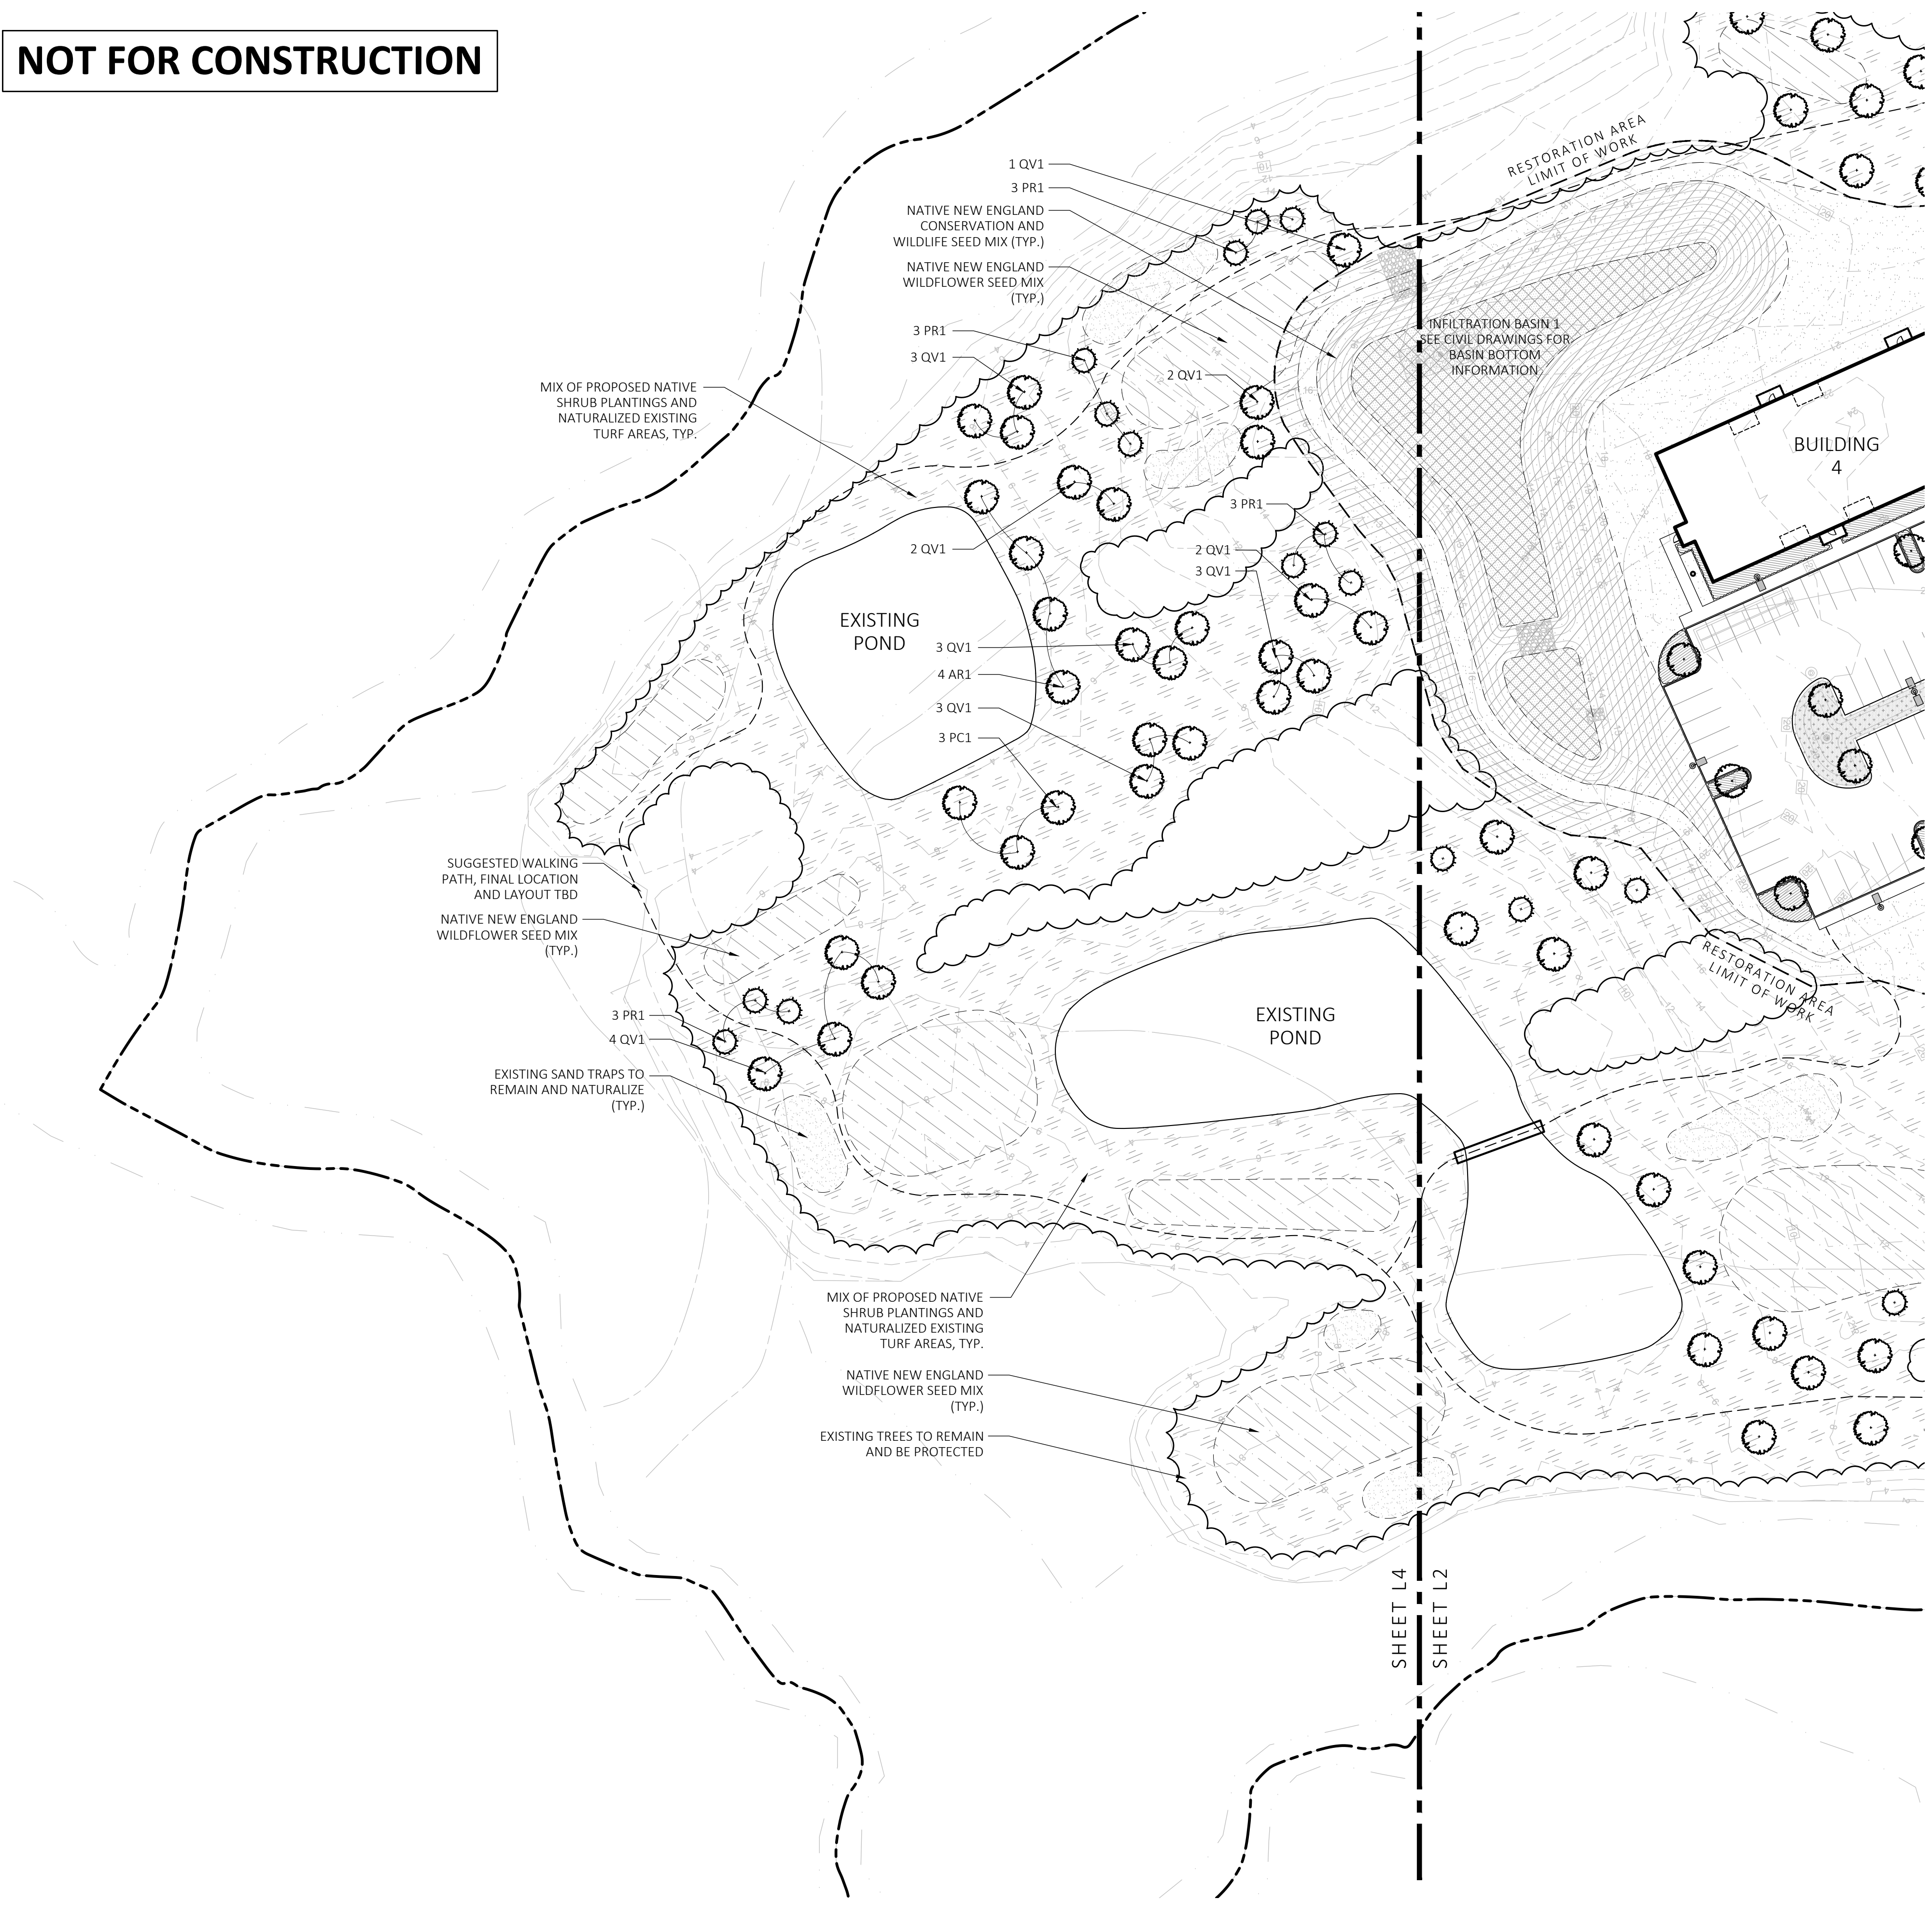 NOT FOR CONSTRUCTION
RESTORATION AREA
LIMIT OF WORK
1 QV1
3 PR1
NATIVE NEW ENGLAND
CONSERVATION AND
WILDLIFE SEED MIX (TYP.)
NATIVE NEW ENGLAND
WILDFLOWER SEED MIX
(TYP.)
3 PR1
3 QV1
2 QV1
INFILTRATION BASIN 1
SEE CIVIL DRAWINGS FOR
BASIN BOTTOM
INFORMATION
MIX OF PROPOSED NATIVE
SHRUB PLANTINGS AND
NATURALIZED EXISTING
TURF AREAS, TYP.
BUILDING
4
3 PR1
2 QV1
2 QV1
3 QV1
EXISTING
POND
3 QV1
4 AR1
3 QV1
3 PC1
SUGGESTED WALKING
PATH, FINAL LOCATION
AND LAYOUT TBD
NATIVE NEW ENGLAND
WILDFLOWER SEED MIX
(TYP.)
RESTORATION AREA
LIMIT OF WORK
EXISTING
POND
3 PR1
4 QV1
EXISTING SAND TRAPS TO
REMAIN AND NATURALIZE
(TYP.)
MIX OF PROPOSED NATIVE
SHRUB PLANTINGS AND
NATURALIZED EXISTING
TURF AREAS, TYP.
NATIVE NEW ENGLAND
WILDFLOWER SEED MIX
(TYP.)
EXISTING TREES TO REMAIN
AND BE PROTECTED
SHEET L4
SHEET L2